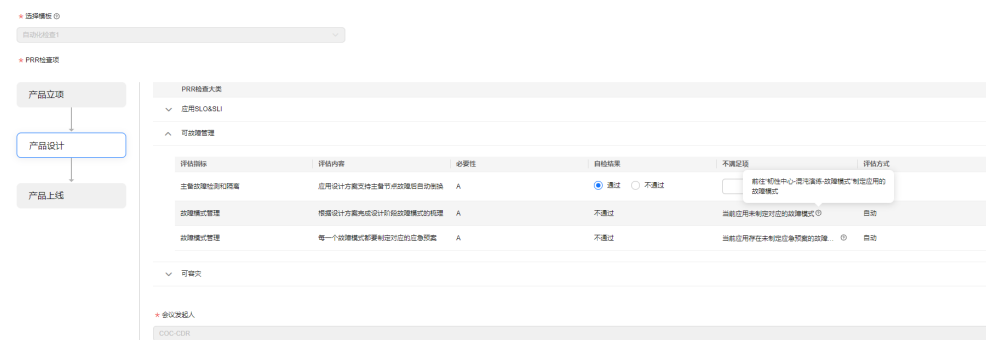 * 选择模板
自动化检查1
* PRR检查项
产品立项
产品设计
产品上线
PRR检查大类
应用SLO&SLI
可故障管理
评估指标 评估内容 必要性 自检结果 不满足项 评估方式
主备故障检测和隔离 应用设计方案支持主备节点故障后自动倒换 A 通过 不通过
前往“韧性中心-混沌演练-故障模式”制定应用的
故障模式
故障模式管理 根据设计方案完成设计阶段故障模式的梳理 A 不通过 当前应用未制定对应的故障模式 自动
故障模式管理 每一个故障模式都要制定对应的应急预案 A 不通过 当前应用存在未制定应急预案的故障... 自动
可容灾
* 会议发起人
COC-CDR